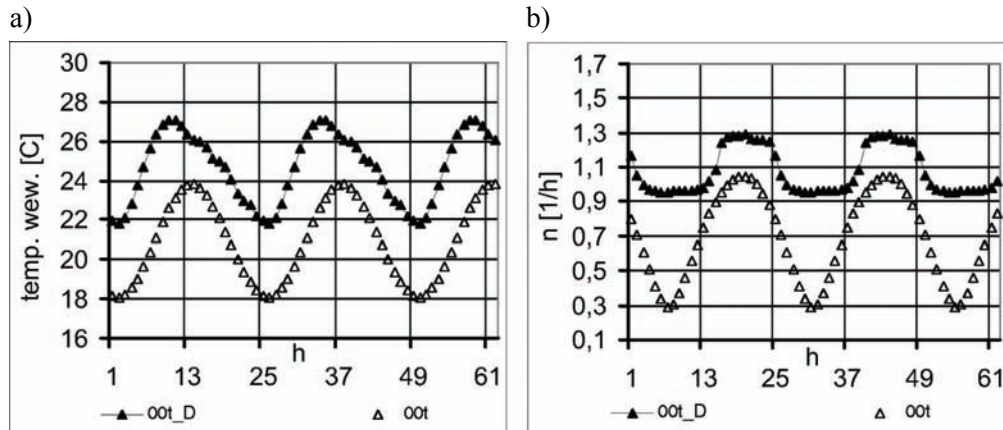 a)
temp. wew. [C]
30
28
26
24
22
20
18
16
h
1 13 25 37 49 61
00t_D 00t
b)
n [1/h]
1,7
1,5
1,3
1,1
0,9
0,7
0,5
0,3
0,1
h
1 13 25 37 49 61
00t_D 00t